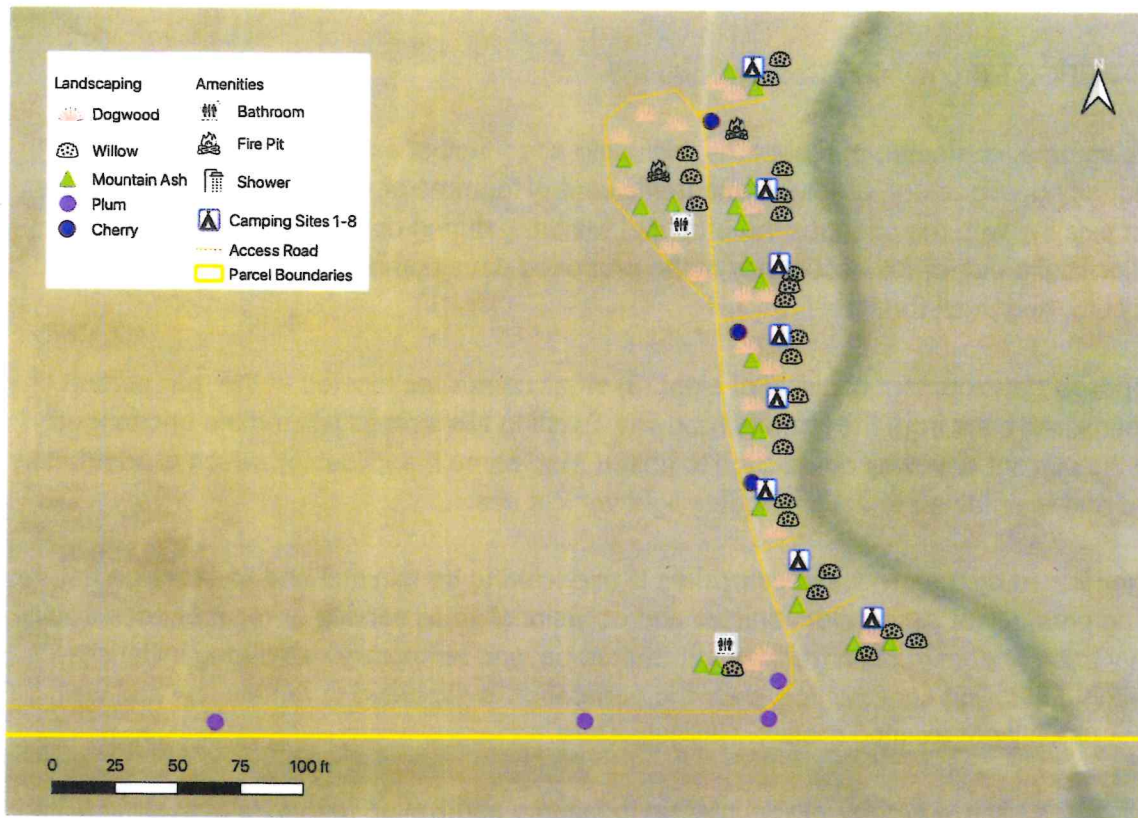 N
Landscaping
Amenities
Dogwood
Bathroom
Willow
Fire Pit
Mountain Ash
Shower
Plum
Cherry
Camping Sites 1-8
Access Road
Parcel Boundaries
0 25 50 75 100 ft